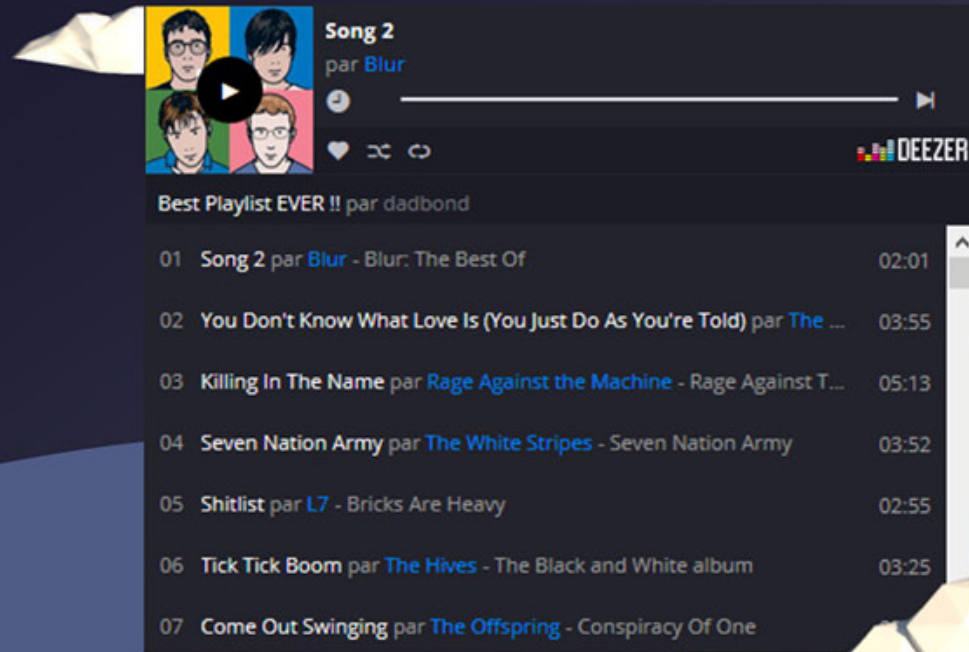 Song 2
par Blur
DEEZER
Best Playlist EVER !! par dadbond
01 Song 2 par Blur - Blur: The Best Of 02:01
02 You Don't Know What Love Is (You Just Do As You're Told) par The ... 03:55
03 Killing In The Name par Rage Against the Machine - Rage Against T... 05:13
04 Seven Nation Army par The White Stripes - Seven Nation Army 03:52
05 Shitlist par L7 - Bricks Are Heavy 02:55
06 Tick Tick Boom par The Hives - The Black and White album 03:25
07 Come Out Swinging par The Offspring - Conspiracy Of One